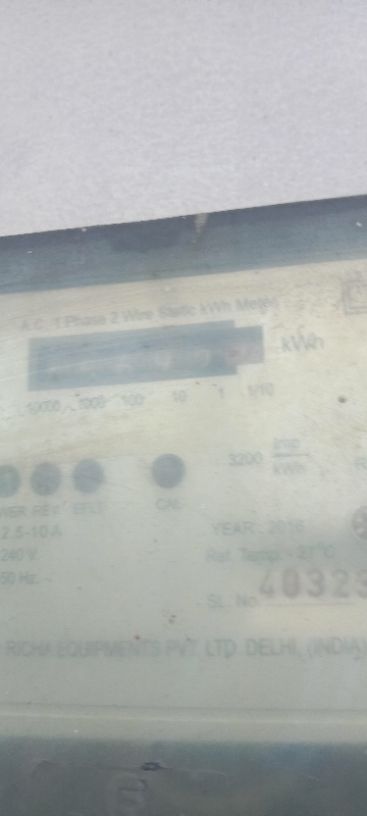 A.C. 1 Phase 2 Wire Static kWh Meter
kWh
10000 1000 100 10 1 1/10
3200 imp/kWh
REV EFLT CAL
2.5-10 A
YEAR : 2016
240 V.
Ref. Temp. - 27°C
50 Hz.
SL. No. 40323
RICHA EQUIPMENTS PVT. LTD. DELHI, (INDIA)